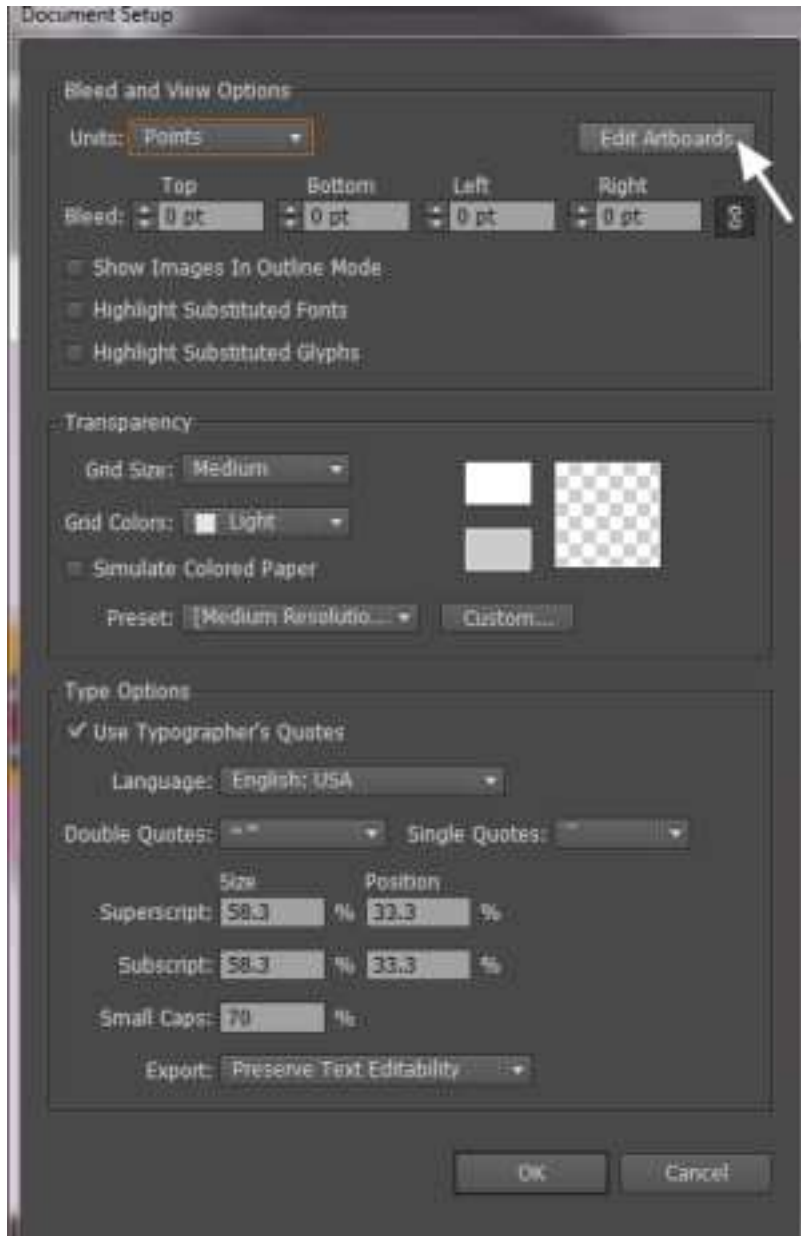 Document Setup
Bleed and View Options
Units: Points Edit Artboards
Top Bottom Left Right
Bleed: 0 pt 0 pt 0 pt 0 pt
Show Images In Outline Mode
Highlight Substituted Fonts
Highlight Substituted Glyphs
Transparency
Grid Size: Medium
Grid Colors: Light
Simulate Colored Paper
Preset: [Medium Resolutio... Custom...
Type Options
Use Typographer's Quotes
Language: English: USA
Double Quotes: Single Quotes:
Size Position
Superscript: 58.3 % 33.3 %
Subscript: 58.3 % 33.3 %
Small Caps: 70 %
Export: Preserve Text Editability
OK Cancel